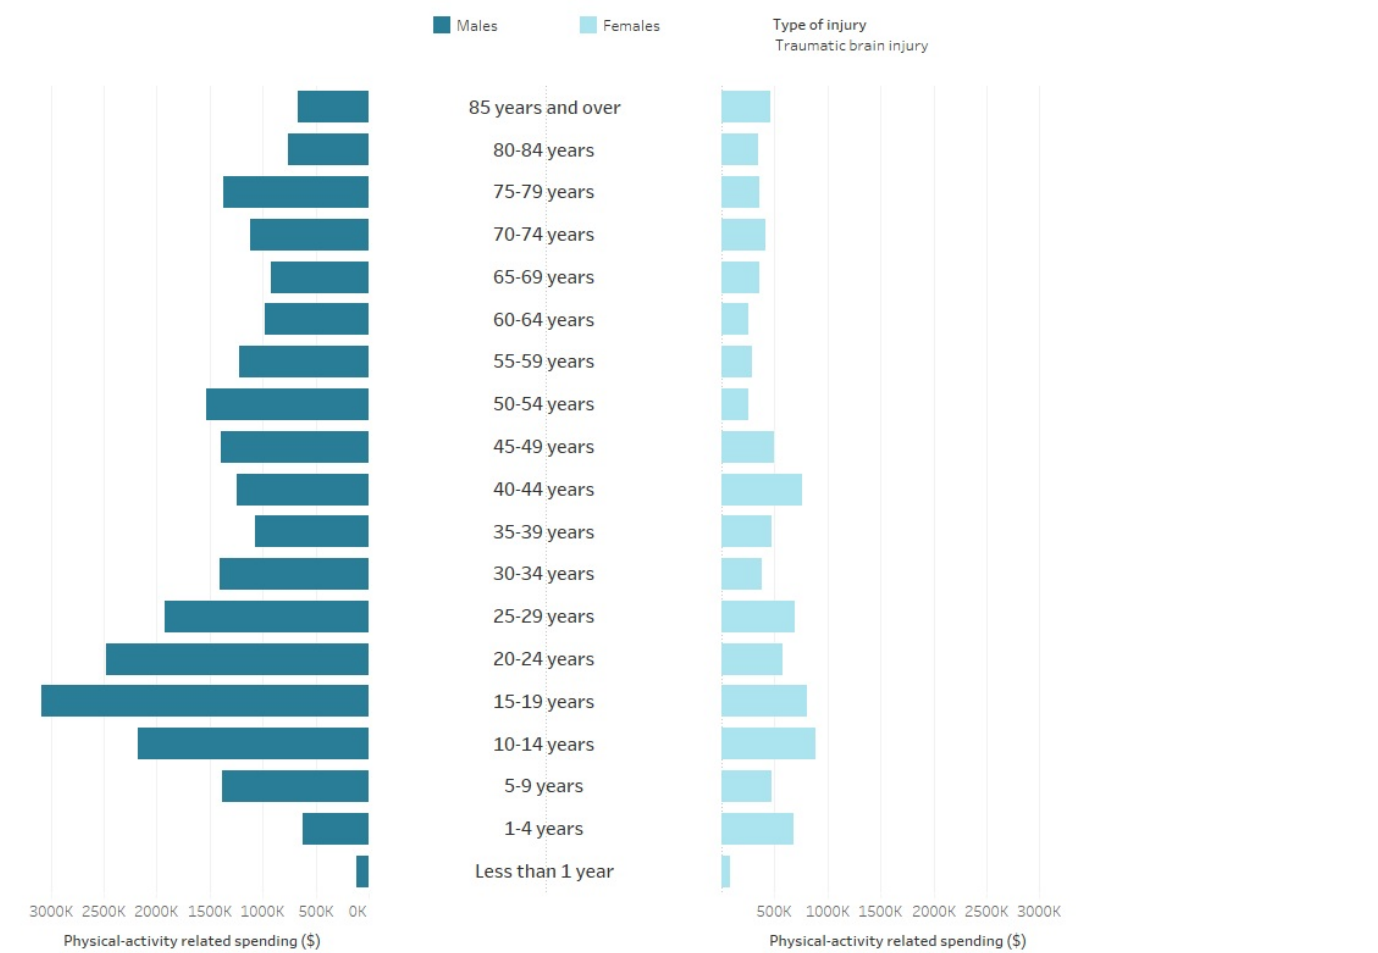 Males
Females
Type of injury
Traumatic brain injury
85 years and over
80-84 years
75-79 years
70-74 years
65-69 years
60-64 years
55-59 years
50-54 years
45-49 years
40-44 years
35-39 years
30-34 years
25-29 years
20-24 years
15-19 years
10-14 years
5-9 years
1-4 years
Less than 1 year
3000K 2500K 2000K 1500K 1000K 500K 0K
500K 1000K 1500K 2000K 2500K 3000K
Physical-activity related spending ($)
Physical-activity related spending ($)